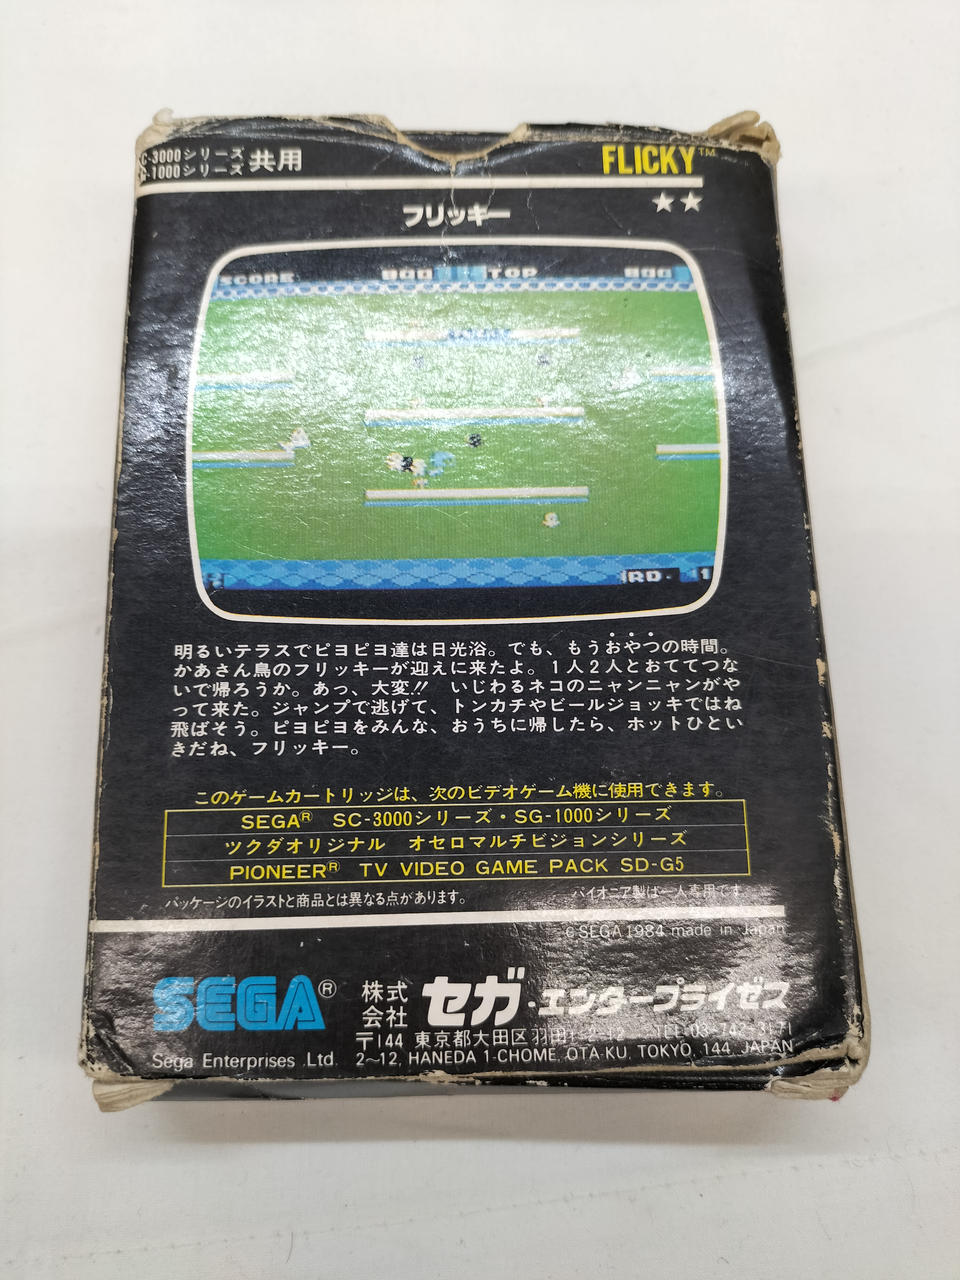 C-3000シリーズ 共用
G-1000シリーズ
FLICKY™
★★
フリッキー
SCORE 900 TOP 800
RD. 1
明るいテラスでピヨピヨ達は日光浴。でも、もうおやつの時間。
かあさん鳥のフリッキーが迎えに来たよ。1人2人とおててつな
いで帰ろうか。あっ、大変!! いじわるネコのニャンニャンがや
って来た。ジャンプで逃げて、トンカチやビールジョッキではね
飛ばそう。ピヨピヨをみんな、おうちに帰したら、ホットひとい
きだね、フリッキー。
このゲームカートリッジは、次のビデオゲーム機に使用できます。
SEGA® SC-3000シリーズ・SG-1000シリーズ
ツクダオリジナル オセロマルチビジョンシリーズ
PIONEER® TV VIDEO GAME PACK SD-G5
パッケージのイラストと商品とは異なる点があります。 パイオニア製は一人専用です。
© SEGA 1984 made in Japan
SEGA® 株式会社 セガ・エンタープライゼス
〒144 東京都大田区羽田1-2-12 TEL 03-742-3171
Sega Enterprises .Ltd. 2~12, HANEDA 1-CHOME, OTA-KU, TOKYO, 144, JAPAN